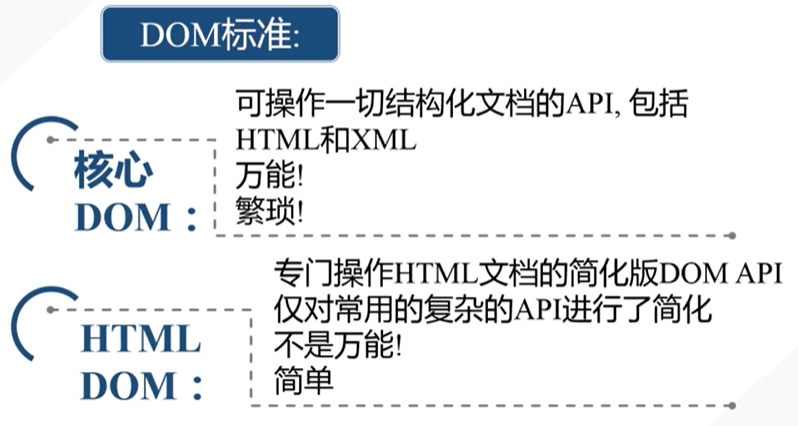 DOM标准:
可操作一切结构化文档的API, 包括
HTML和XML
万能!
繁琐!
核心
DOM：
专门操作HTML文档的简化版DOM API
仅对常用的复杂的API进行了简化
不是万能!
简单
HTML
DOM：